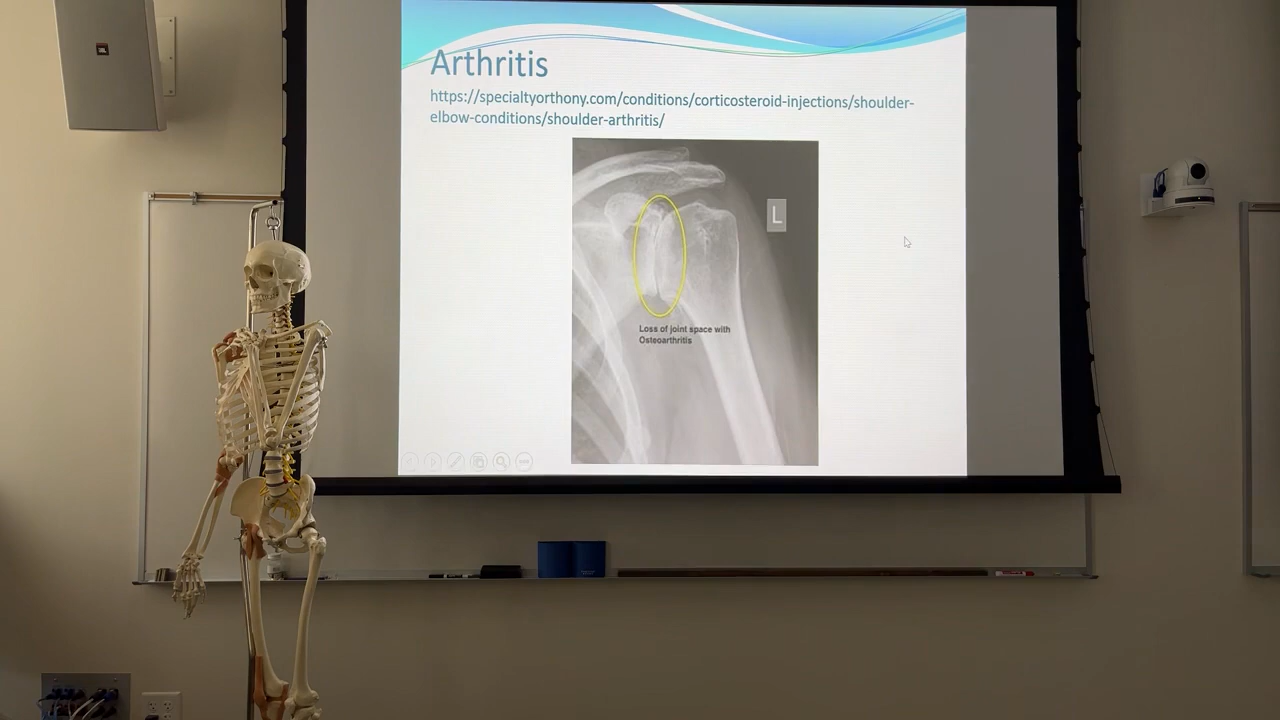 Arthritis
https://specialtyorthony.com/conditions/corticosteroid-injections/shoulder-
elbow-conditions/shoulder-arthritis/
L
Loss of joint space with
Osteoarthritis